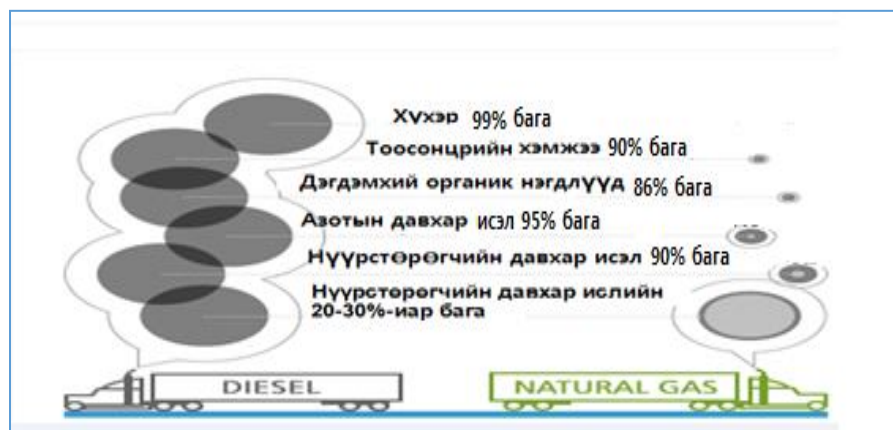 Хүхэр 99% бага
Тоосонцрийн хэмжээ 90% бага
Дэгдэмхий органик нэгдлүүд 86% бага
Азотын давхар исэл 95% бага
Нүүрстөрөгчийн давхар исэл 90% бага
Нүүрстөрөгчийн давхар ислийн
20-30%-иар бага
DIESEL
NATURAL GAS